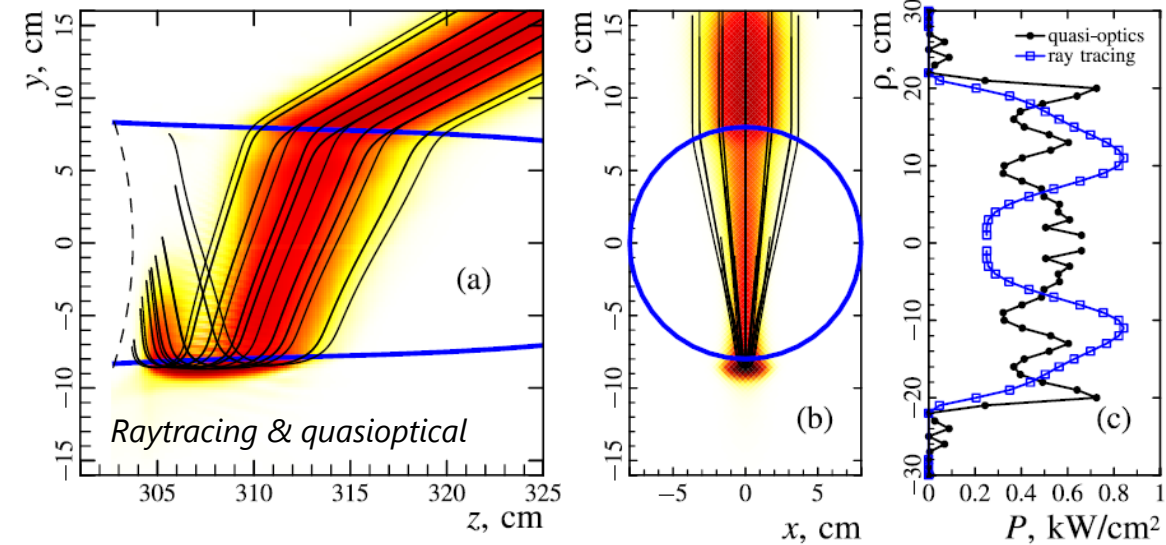 y, cm
15
10
5
0
−5
−10
−15
(a)
Raytracing & quasioptical
305
310
315
320
325
z, cm
y, cm
15
10
5
0
−5
−10
−15
(b)
−5
0
5
x, cm
ρ, cm
30
20
10
0
−10
−20
−30
quasi-optics
ray tracing
(c)
0
0.2
0.4
0.6
0.8
1
P, kW/cm²